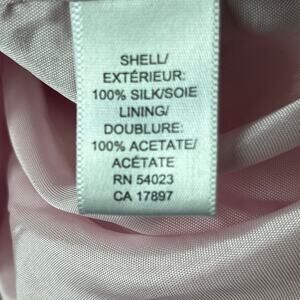 SHELL/
EXTÉRIEUR:
100% SILK/SOIE
LINING/
DOUBLURE:
100% ACETATE/
ACÉTATE
RN 54023
CA 17897